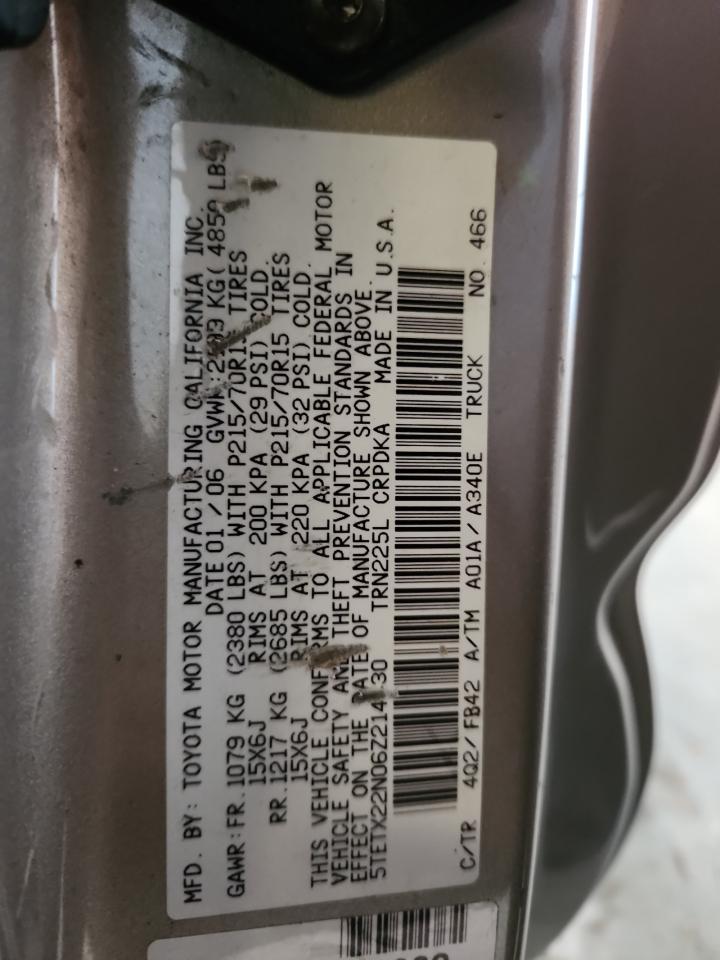 MFD. BY: TOYOTA MOTOR MANUFACTURING CALIFORNIA INC.
DATE 01/06 GVWR: KG( LBS)
GAWR:FR.1079 KG (2380 LBS) WITH P215/70R15 TIRES
15X6J RIMS AT 200 KPA (29 PSI) COLD.
RR.1217 KG (2685 LBS) WITH P215/70R15 TIRES
15X6J RIMS AT 220 KPA (32 PSI) COLD.
THIS VEHICLE CONFORMS TO ALL APPLICABLE FEDERAL MOTOR
VEHICLE SAFETY AND THEFT PREVENTION STANDARDS IN
EFFECT ON THE DATE OF MANUFACTURE SHOWN ABOVE.
TRN225L CRPDKA MADE IN U.S.A.
C/TR 4Q2/FB42 A/TM A01A/A340E TRUCK NO. 466